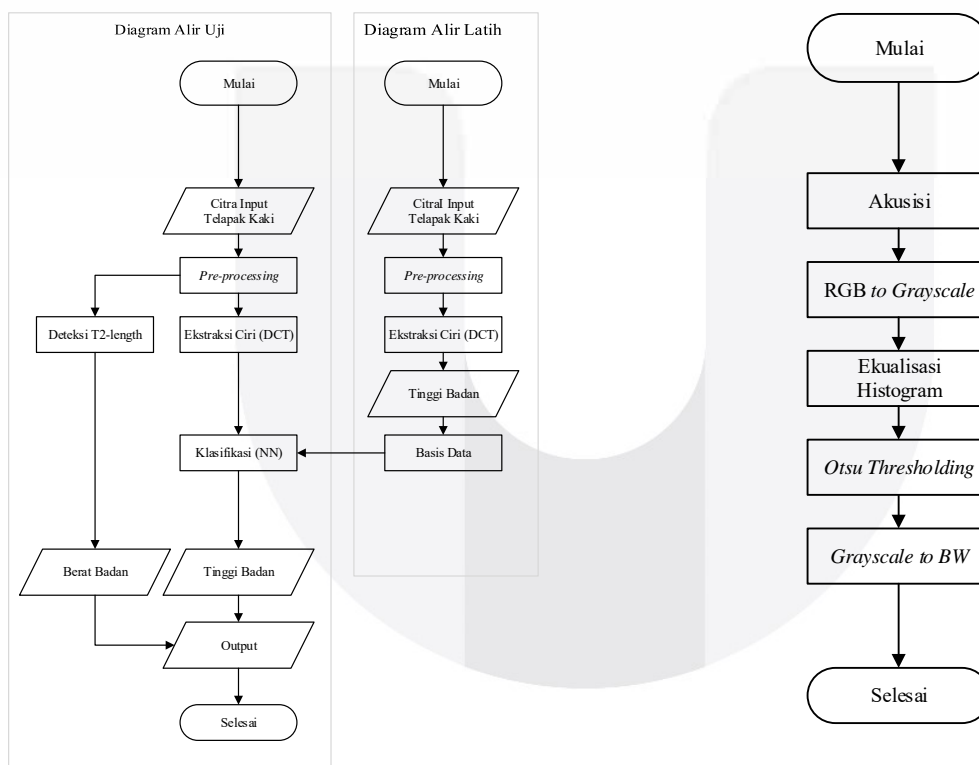 Diagram Alir Uji
Mulai
Citra Input
Telapak Kaki
Pre-processing
Deteksi T2-length
Ekstraksi Ciri (DCT)
Klasifikasi (NN)
Berat Badan
Tinggi Badan
Output
Selesai
Diagram Alir Latih
Mulai
CitraI Input
Telapak Kaki
Pre-processing
Ekstraksi Ciri (DCT)
Tinggi Badan
Basis Data
Mulai
Akusisi
RGB to Grayscale
Ekualisasi
Histogram
Otsu Thresholding
Grayscale to BW
Selesai